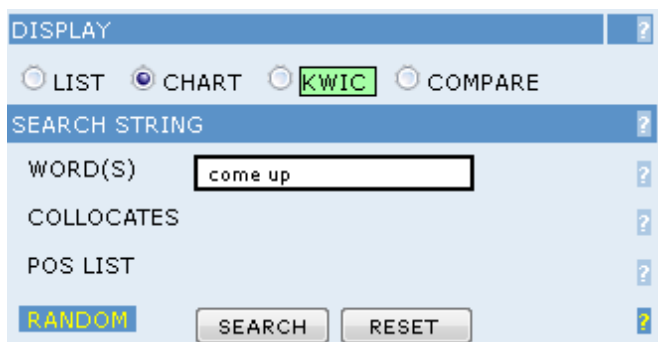 DISPLAY ?
LIST CHART KWIC COMPARE
SEARCH STRING ?
WORD(S) come up ?
COLLOCATES ?
POS LIST ?
RANDOM SEARCH RESET ?